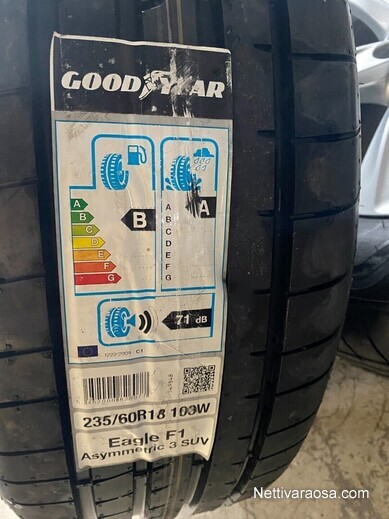 GOODYEAR
A
B
C
D
E
F
G
B
A
B
C
D
E
F
G
A
71 dB
1222/2009 C1
235/60R18 103W
Eagle F1
Asymmetric 3 SUV
Nettivaraosa.com